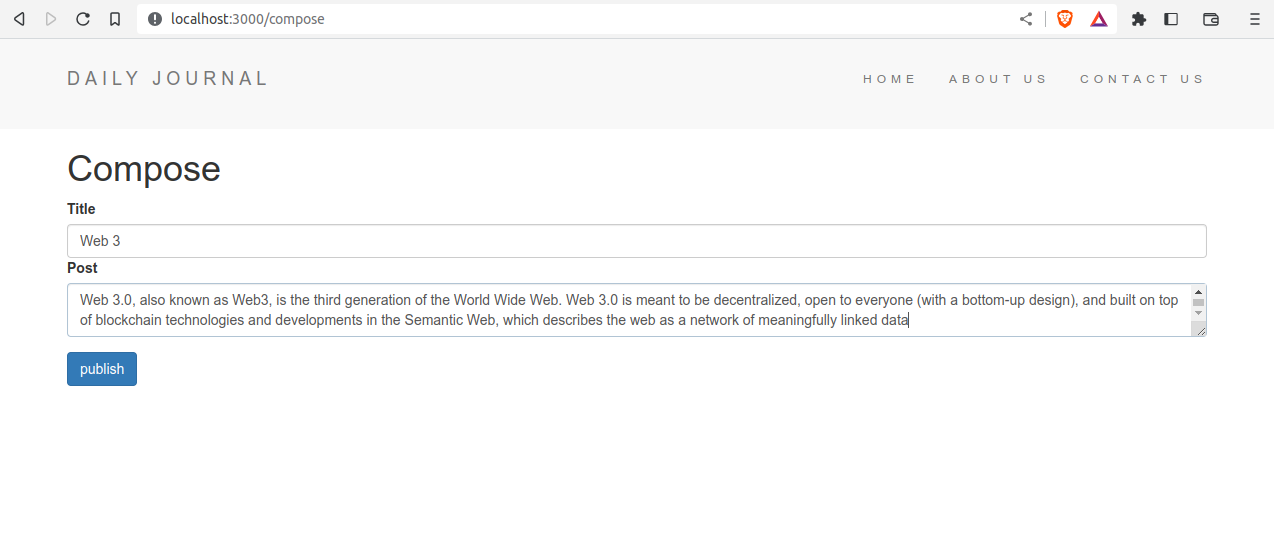 localhost:3000/compose
DAILY JOURNAL
HOME ABOUT US CONTACT US
Compose
Title
Web 3
Post
Web 3.0, also known as Web3, is the third generation of the World Wide Web. Web 3.0 is meant to be decentralized, open to everyone (with a bottom-up design), and built on top
of blockchain technologies and developments in the Semantic Web, which describes the web as a network of meaningfully linked data
publish